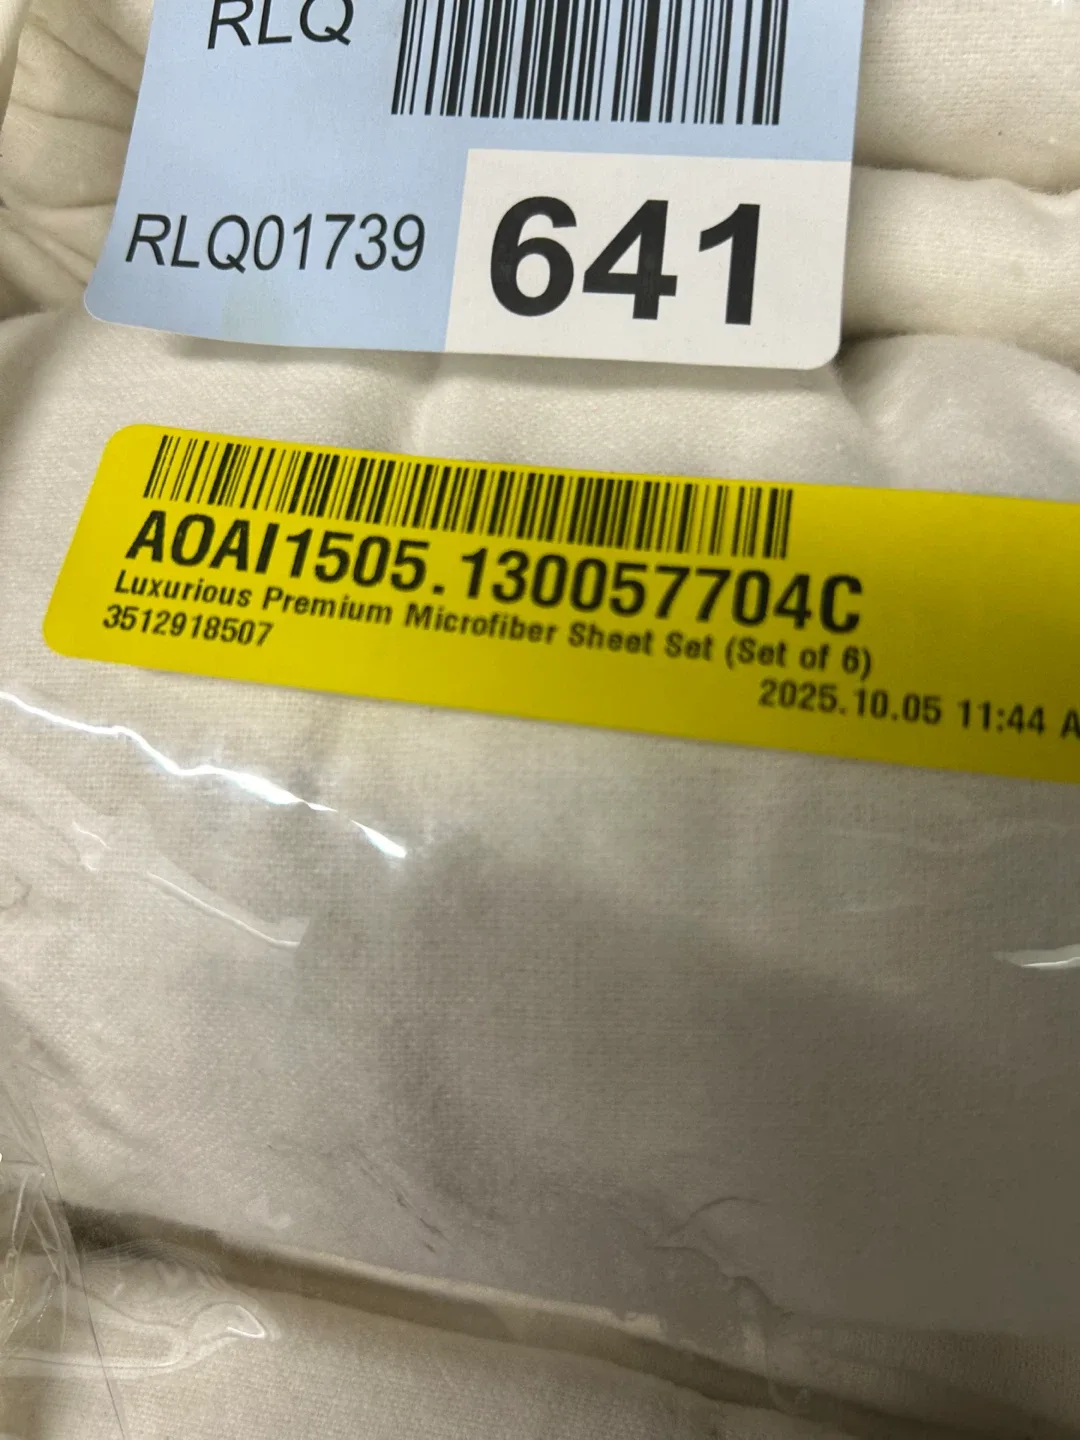 RLQ
RLQ01739
641
AOAI1505.130057704C
Luxurious Premium Microfiber Sheet Set (Set of 6)
3512918507
2025.10.05 11:44 A